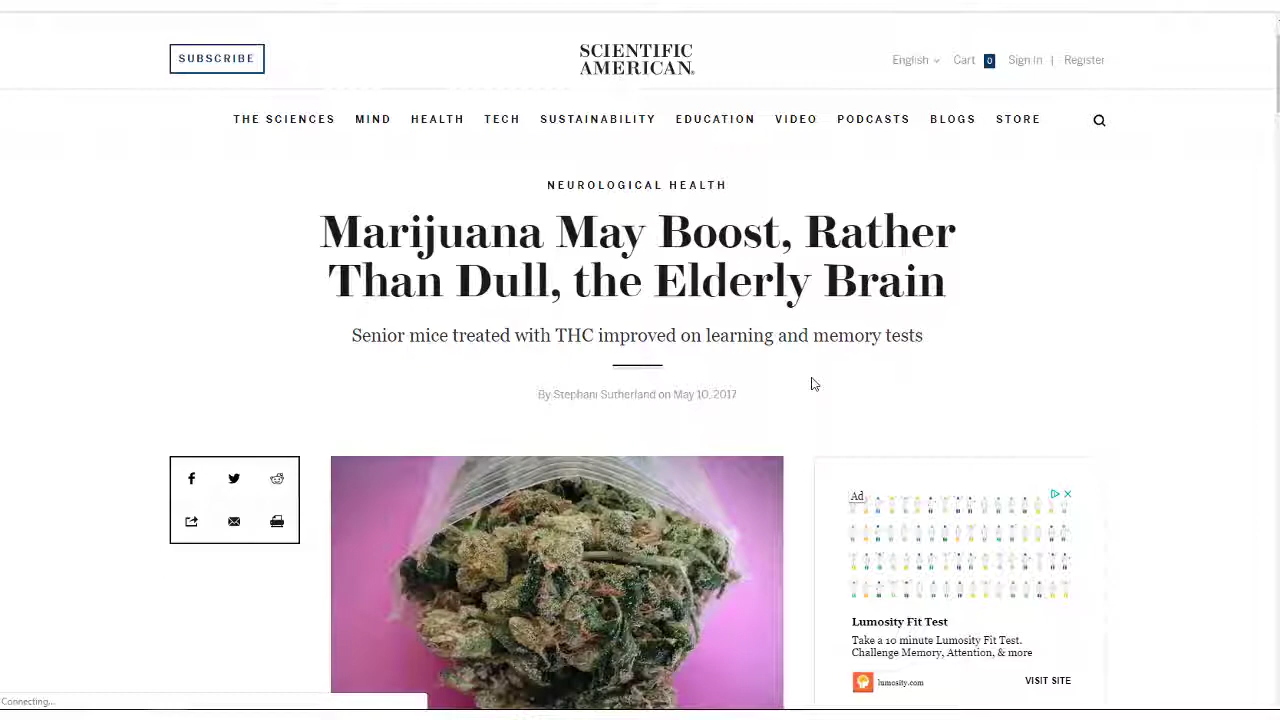 SUBSCRIBE
SCIENTIFIC
AMERICAN®
English
Cart 0
Sign In | Register
THE SCIENCES MIND HEALTH TECH SUSTAINABILITY EDUCATION VIDEO PODCASTS BLOGS STORE
NEUROLOGICAL HEALTH
Marijuana May Boost, Rather
Than Dull, the Elderly Brain
Senior mice treated with THC improved on learning and memory tests
By Stephani Sutherland on May 10, 2017
Ad
Lumosity Fit Test
Take a 10 minute Lumosity Fit Test.
Challenge Memory, Attention, & more
lumosity.com
VISIT SITE
Connecting...